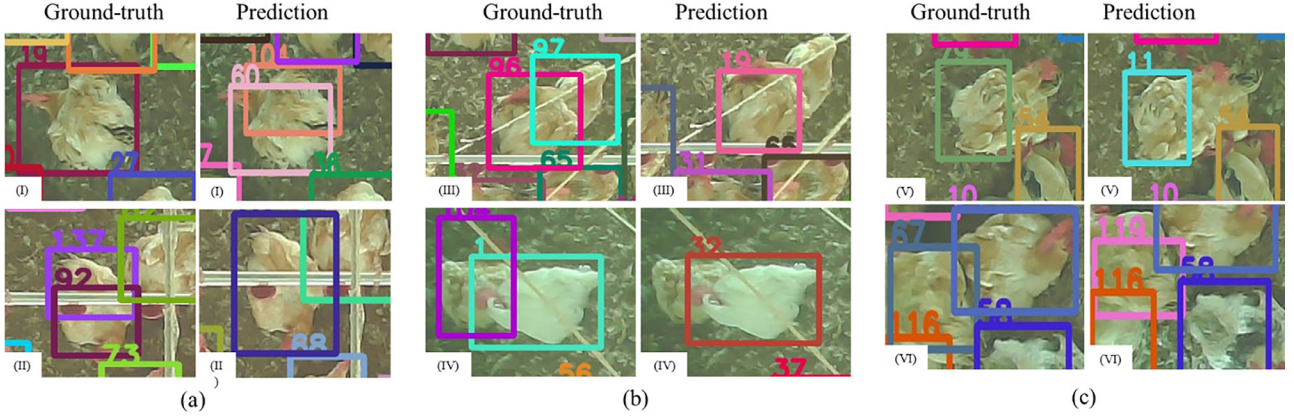 Ground-truth Prediction Ground-truth Prediction Ground-truth Prediction
19 60
27 36
(I) (I)
97 96 65 19 31
(III) (III)
11
10 10
(V) (V)
137 92 73 68
(II) (II
)
1 32
56 37
(IV) (IV)
67 116 58 119 116 58
(VI) (VI)
(a) (b) (c)